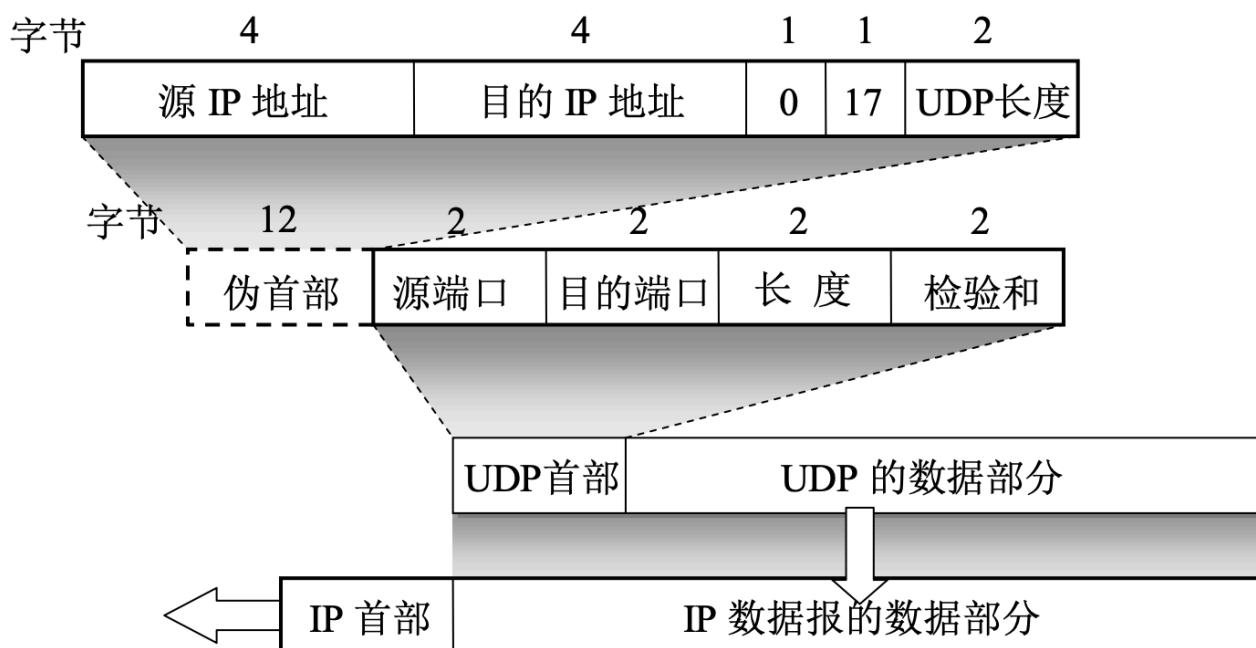 字节 4 4 1 1 2
源 IP 地址 目的 IP 地址 0 17 UDP长度
字节 12 2 2 2 2
伪首部 源端口 目的端口 长 度 检验和
UDP首部 UDP 的数据部分
IP 首部 IP 数据报的数据部分